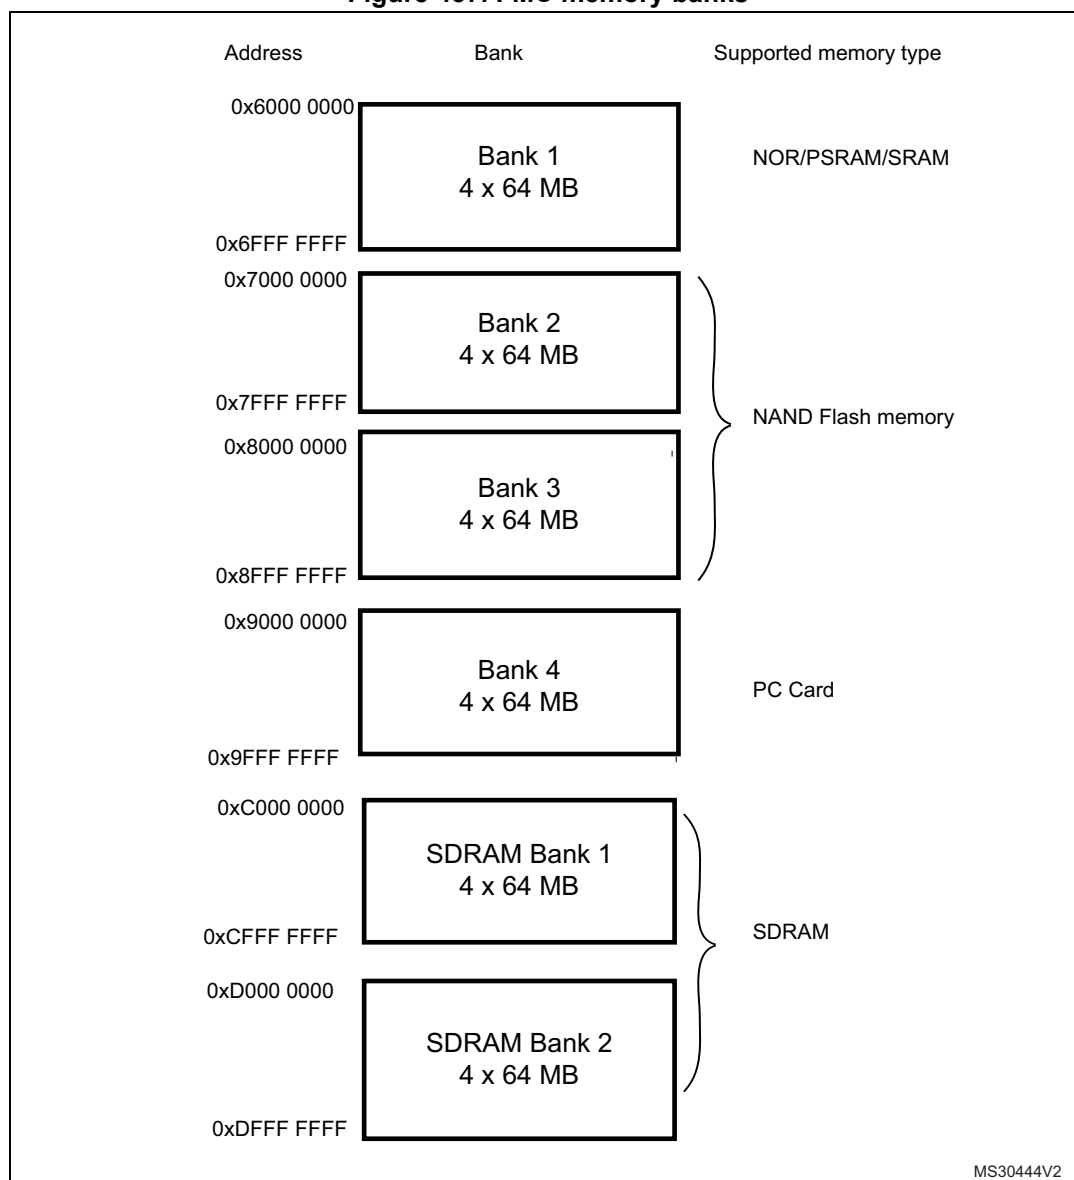 Address Bank Supported memory type
0x6000 0000
Bank 1
4 x 64 MB
NOR/PSRAM/SRAM
0x6FFF FFFF
0x7000 0000
Bank 2
4 x 64 MB
0x7FFF FFFF
NAND Flash memory
0x8000 0000
Bank 3
4 x 64 MB
0x8FFF FFFF
0x9000 0000
Bank 4
4 x 64 MB
PC Card
0x9FFF FFFF
0xC000 0000
SDRAM Bank 1
4 x 64 MB
0xCFFF FFFF
SDRAM
0xD000 0000
SDRAM Bank 2
4 x 64 MB
0xDFFF FFFF
MS30444V2